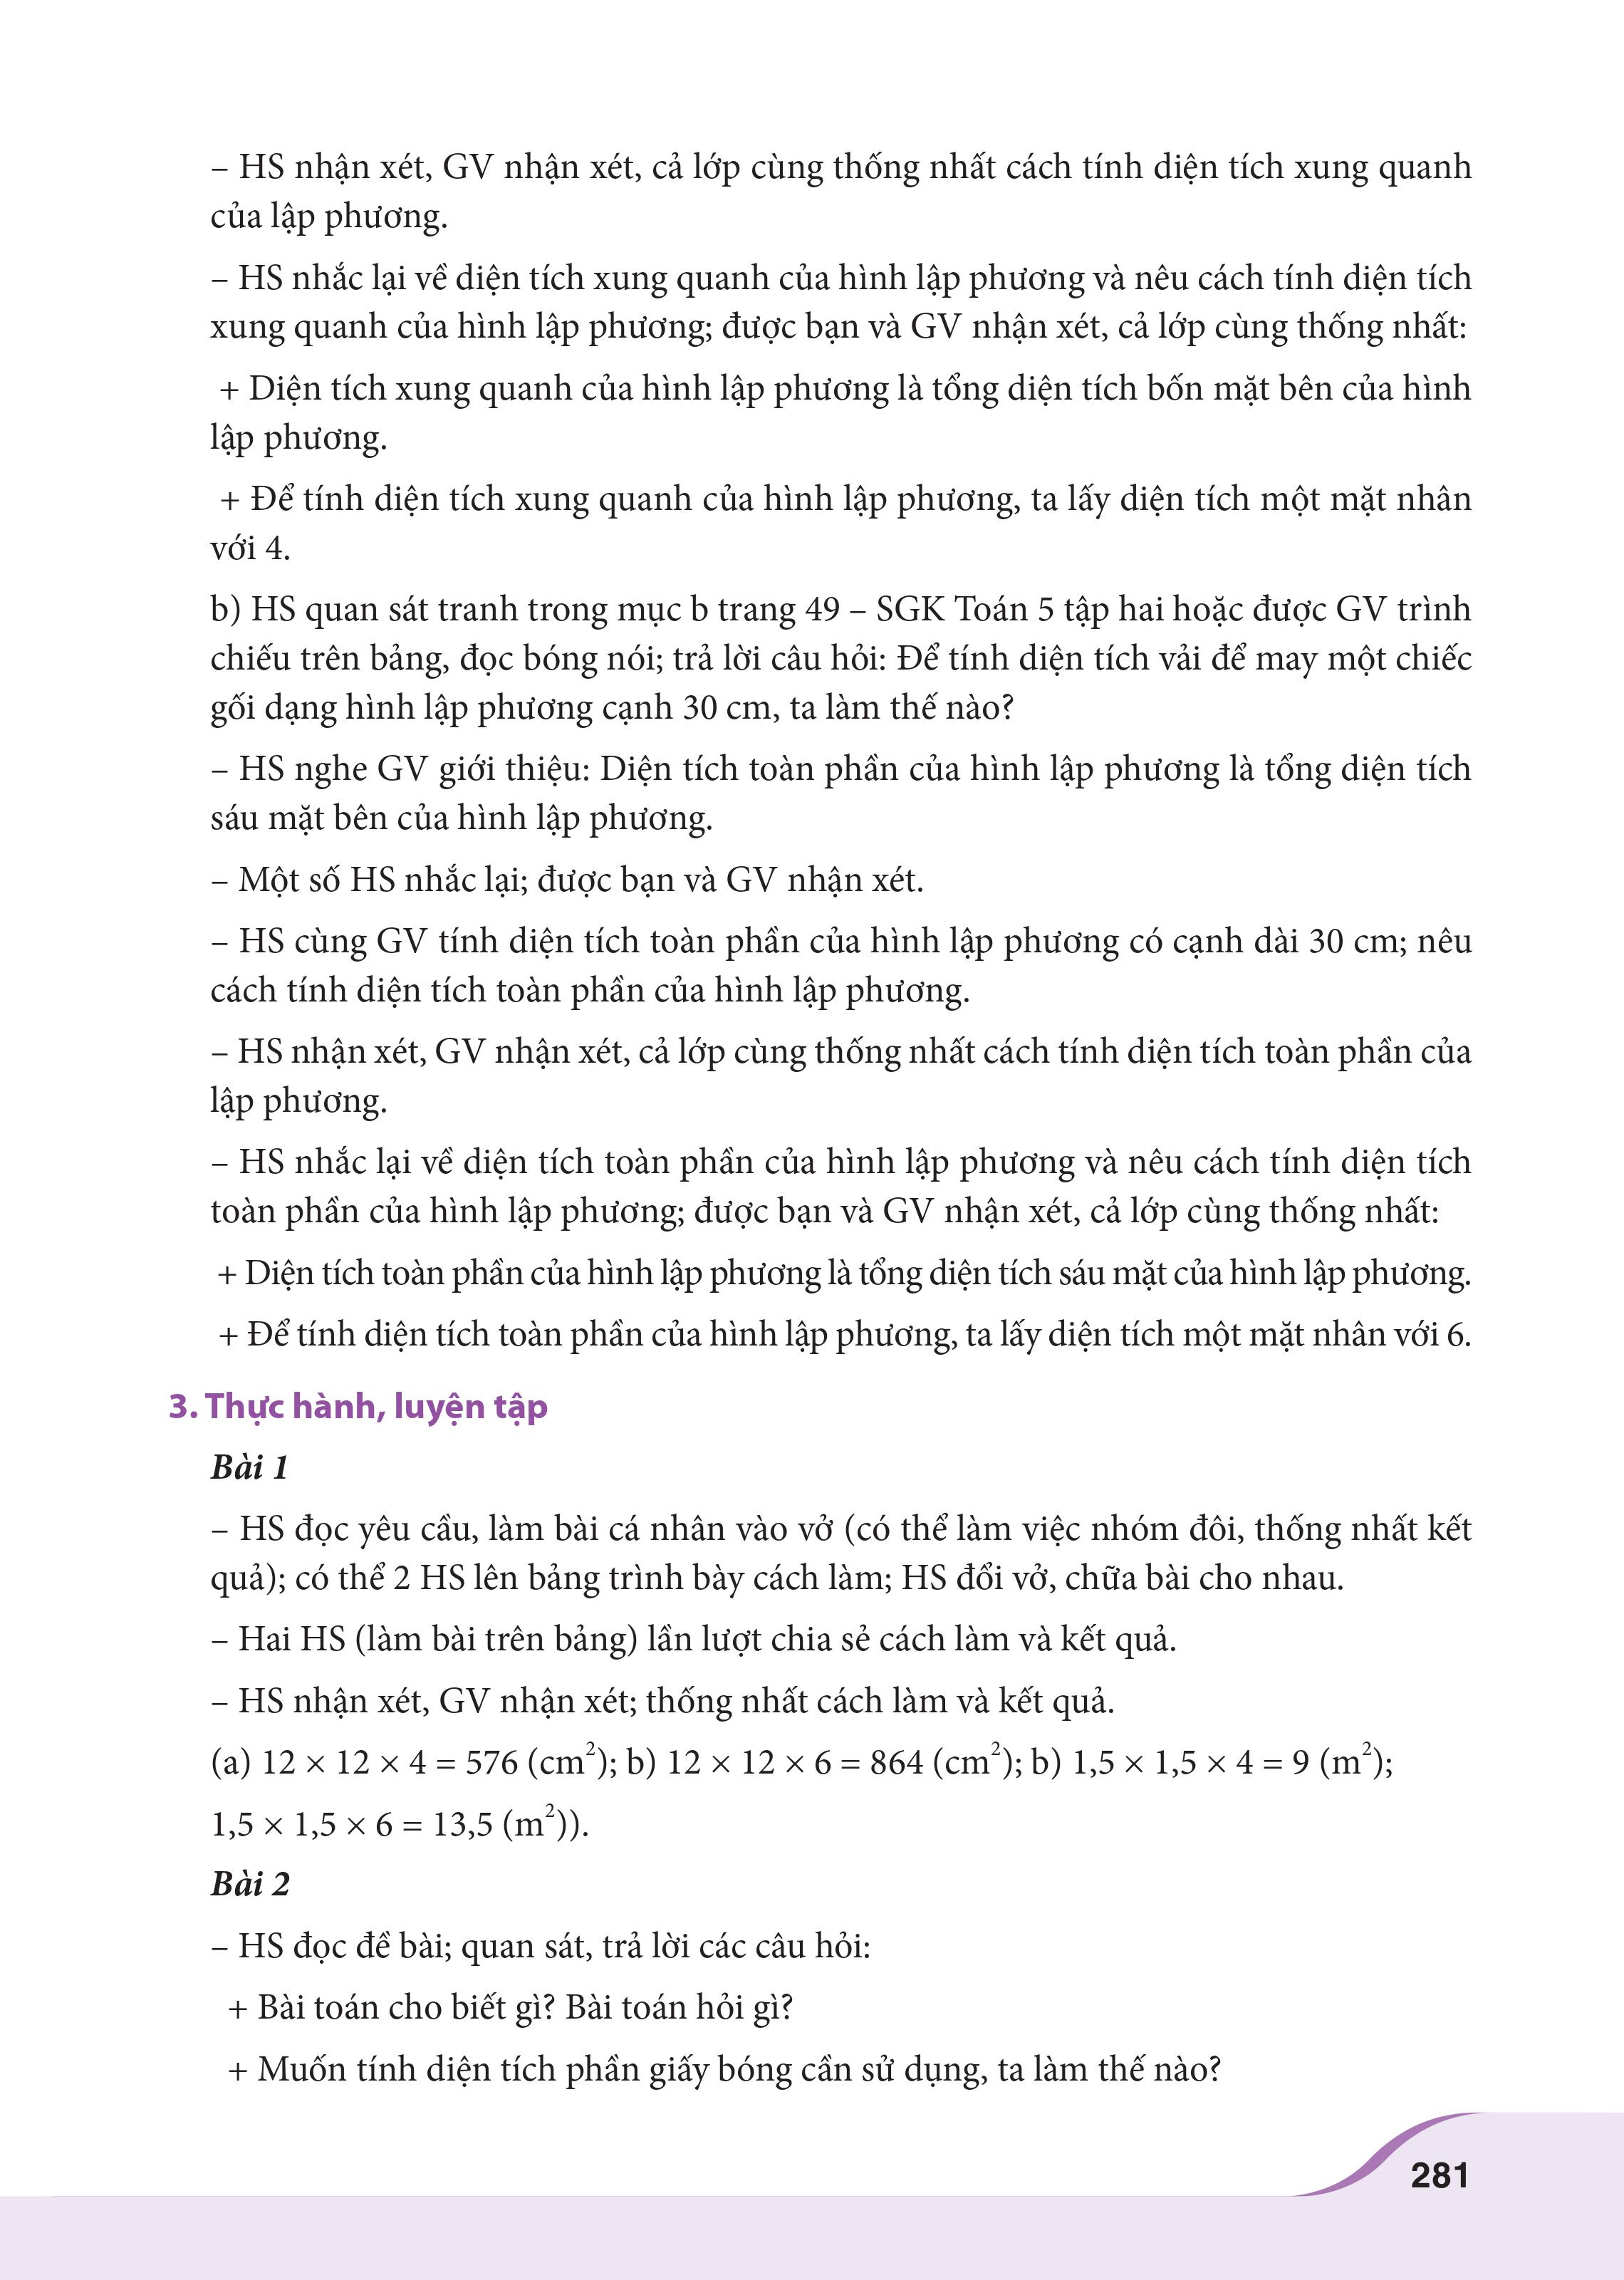 – HS nhận xét, GV nhận xét, cả lớp cùng thống nhất cách tính diện tích xung quanh
của lập phương.
– HS nhắc lại về diện tích xung quanh của hình lập phương và nêu cách tính diện tích
xung quanh của hình lập phương; được bạn và GV nhận xét, cả lớp cùng thống nhất:
+ Diện tích xung quanh của hình lập phương là tổng diện tích bốn mặt bên của hình
lập phương.
+ Để tính diện tích xung quanh của hình lập phương, ta lấy diện tích một mặt nhân
với 4.
b) HS quan sát tranh trong mục b trang 49 – SGK Toán 5 tập hai hoặc được GV trình
chiếu trên bảng, đọc bóng nói; trả lời câu hỏi: Để tính diện tích vải để may một chiếc
gối dạng hình lập phương cạnh 30 cm, ta làm thế nào?
– HS nghe GV giới thiệu: Diện tích toàn phần của hình lập phương là tổng diện tích
sáu mặt bên của hình lập phương.
– Một số HS nhắc lại; được bạn và GV nhận xét.
– HS cùng GV tính diện tích toàn phần của hình lập phương có cạnh dài 30 cm; nêu
cách tính diện tích toàn phần của hình lập phương.
– HS nhận xét, GV nhận xét, cả lớp cùng thống nhất cách tính diện tích toàn phần của
lập phương.
– HS nhắc lại về diện tích toàn phần của hình lập phương và nêu cách tính diện tích
toàn phần của hình lập phương; được bạn và GV nhận xét, cả lớp cùng thống nhất:
+ Diện tích toàn phần của hình lập phương là tổng diện tích sáu mặt của hình lập phương.
+ Để tính diện tích toàn phần của hình lập phương, ta lấy diện tích một mặt nhân với 6.
3. Thực hành, luyện tập
Bài 1
– HS đọc yêu cầu, làm bài cá nhân vào vở (có thể làm việc nhóm đôi, thống nhất kết
quả); có thể 2 HS lên bảng trình bày cách làm; HS đổi vở, chữa bài cho nhau.
– Hai HS (làm bài trên bảng) lần lượt chia sẻ cách làm và kết quả.
– HS nhận xét, GV nhận xét; thống nhất cách làm và kết quả.
(a) 12 × 12 × 4 = 576 (cm²); b) 12 × 12 × 6 = 864 (cm²); b) 1,5 × 1,5 × 4 = 9 (m²);
1,5 × 1,5 × 6 = 13,5 (m²)).
Bài 2
– HS đọc đề bài; quan sát, trả lời các câu hỏi:
+ Bài toán cho biết gì? Bài toán hỏi gì?
+ Muốn tính diện tích phần giấy bóng cần sử dụng, ta làm thế nào?
281